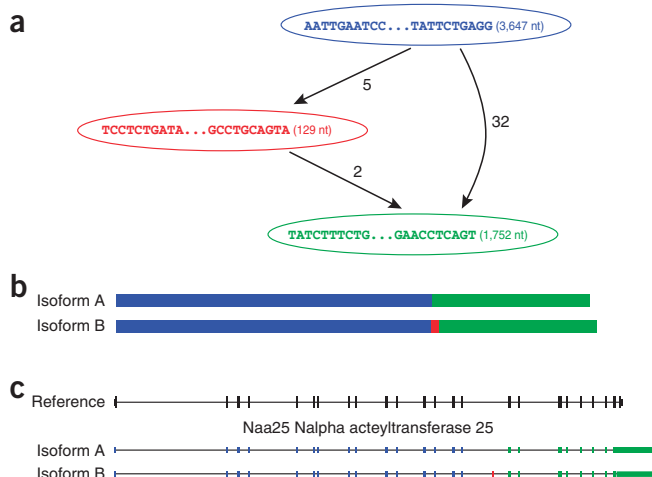 a
AATTGAATCC...TATTCTGAGG (3,647 nt)
5
32
TCCTCTGATA...GCCTGCAGTA (129 nt)
2
TATCTTTCTG...GAACCTCAGT (1,752 nt)
b
Isoform A
Isoform B
c
Reference
Naa25 Nalpha acteyltransferase 25
Isoform A
Isoform B